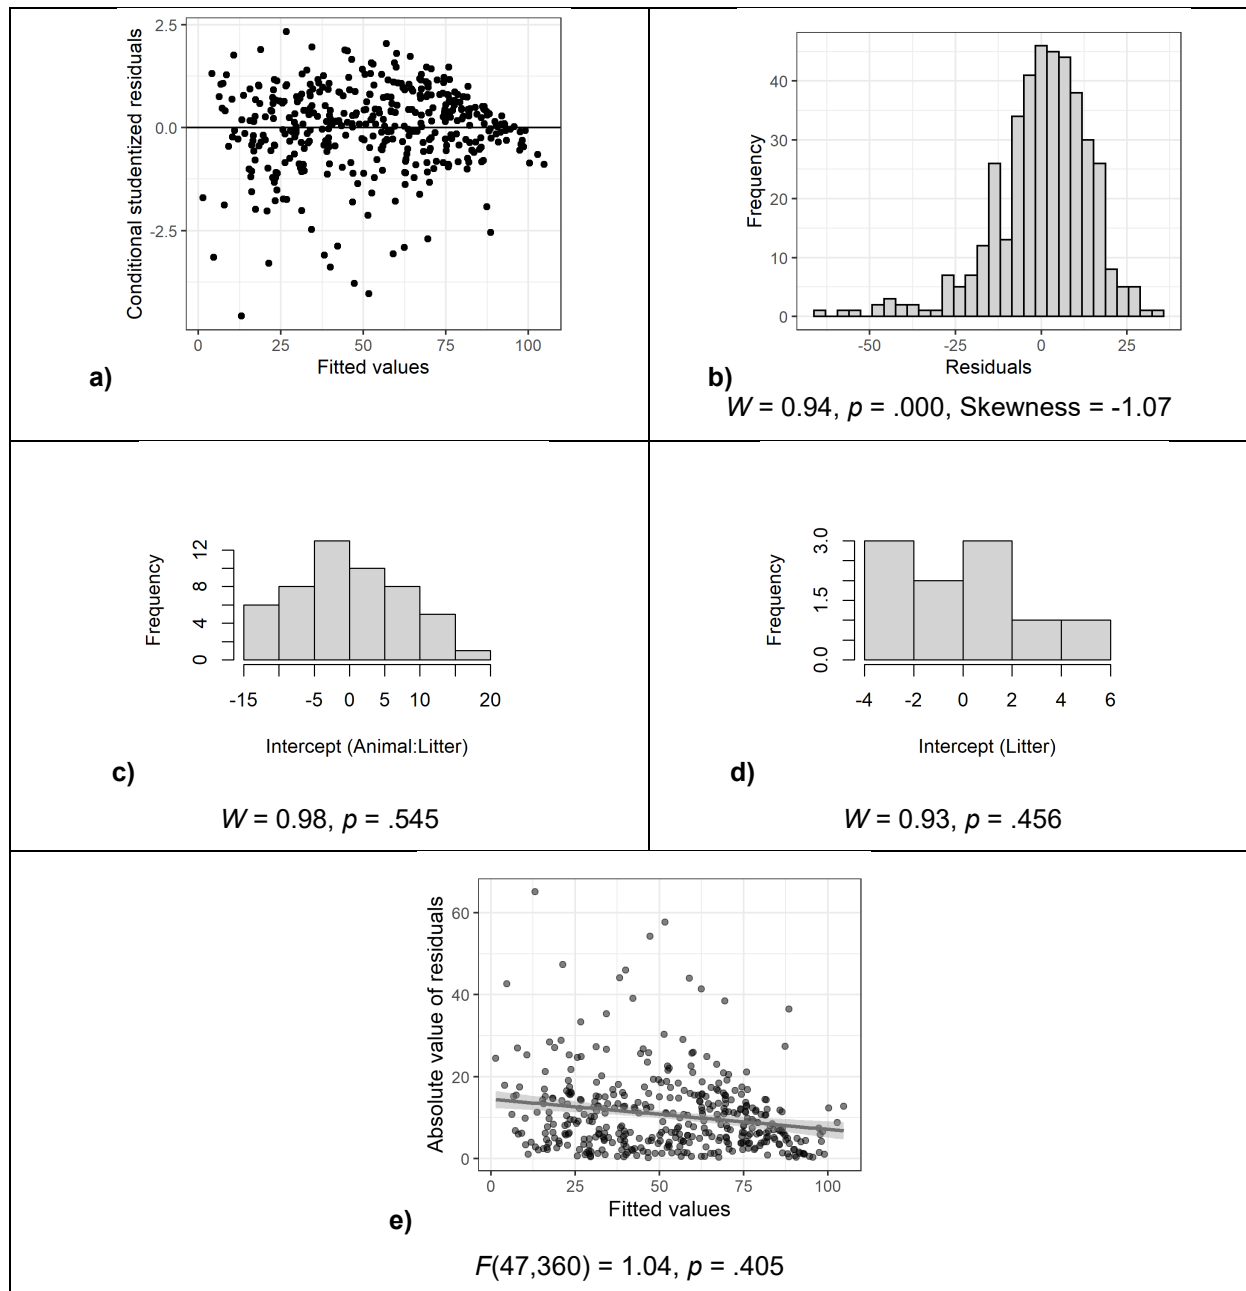 Conditional studentized residuals
2.5
0.0
-2.5
0 25 50 75 100
Fitted values
a)
Frequency
40
30
20
10
0
-50 -25 0 25
Residuals
b)
W = 0.94, p = .000, Skewness = -1.07
Frequency
12
8
4
0
-15 -5 0 5 10 20
Intercept (Animal:Litter)
c)
W = 0.98, p = .545
Frequency
3.0
1.5
0.0
-4 -2 0 2 4 6
Intercept (Litter)
d)
W = 0.93, p = .456
Absolute value of residuals
60
40
20
0
0 25 50 75 100
Fitted values
e)
F(47,360) = 1.04, p = .405